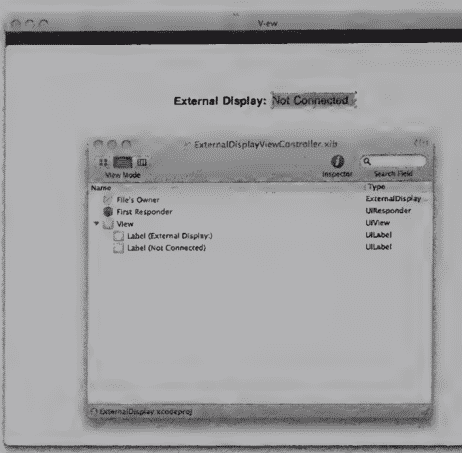 View
External Display: Not Connected
ExternalDisplayViewController.xib
View Mode Inspector Search Field
Name Type
File's Owner ExternalDisplay...
First Responder UIResponder
View UIView
Label (External Display:) UILabel
Label (Not Connected) UILabel
ExternalDisplay.xcodeproj